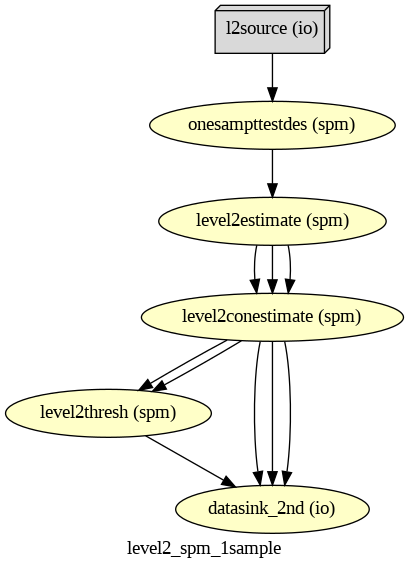 l2source (io)
onesampttestdes (spm)
level2estimate (spm)
level2conestimate (spm)
level2thresh (spm)
datasink_2nd (io)
level2_spm_1sample